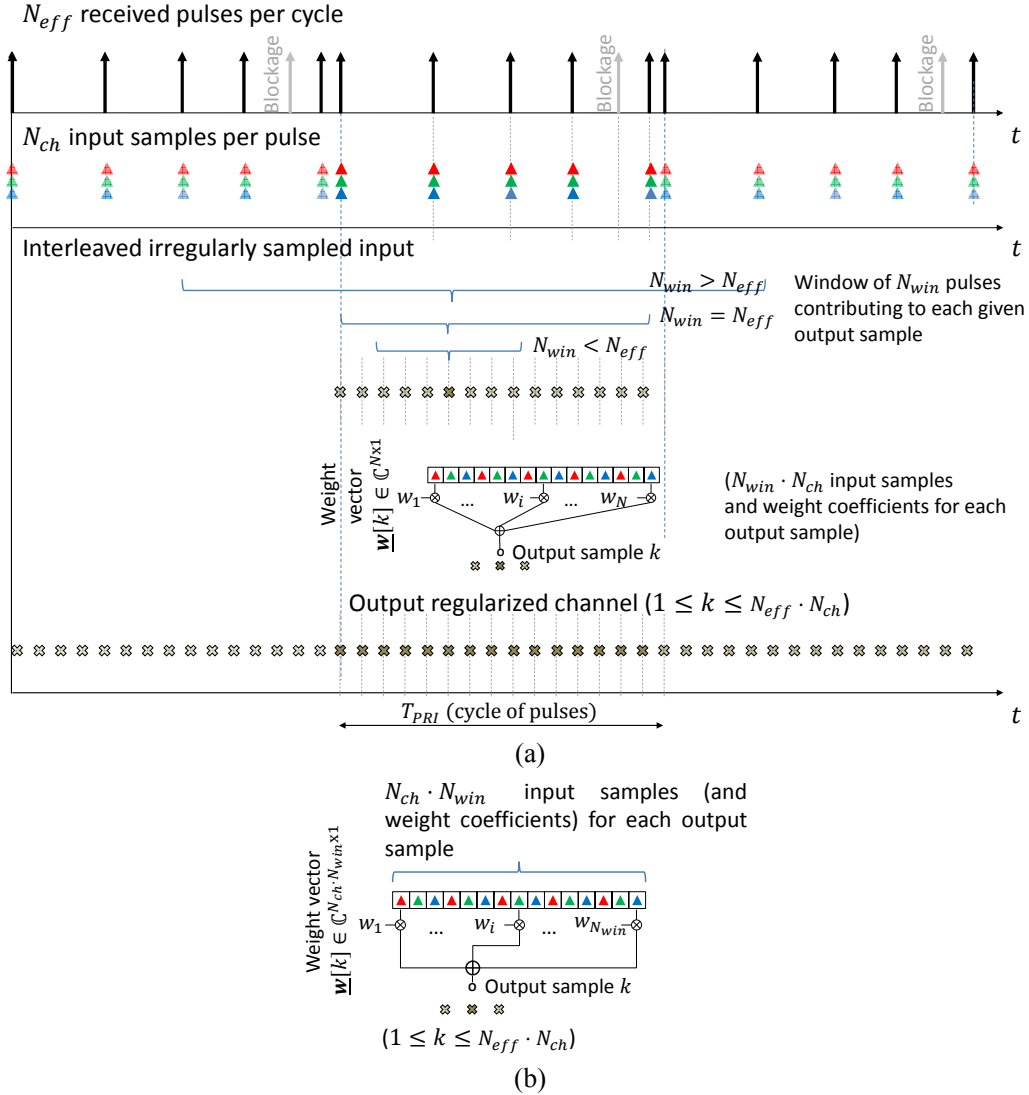 N_eff received pulses per cycle
Blockage
Blockage
Blockage
t
N_ch input samples per pulse
t
Interleaved irregularly sampled input
N_win > N_eff
Window of N_win pulses
contributing to each given
output sample
N_win = N_eff
N_win < N_eff
Weight
vector
w[k] ∈ ℂ^Nx1
w_1
...
w_i
...
w_N
(N_win · N_ch input samples
and weight coefficients for each
output sample)
Output sample k
Output regularized channel (1 ≤ k ≤ N_eff · N_ch)
T_PRI (cycle of pulses)
t
(a)
N_ch · N_win input samples (and
weight coefficients) for each output
sample
Weight vector
w[k] ∈ ℂ^N_ch·N_win x1
w_1
...
w_i
...
w_N_win
Output sample k
(1 ≤ k ≤ N_eff · N_ch)
(b)